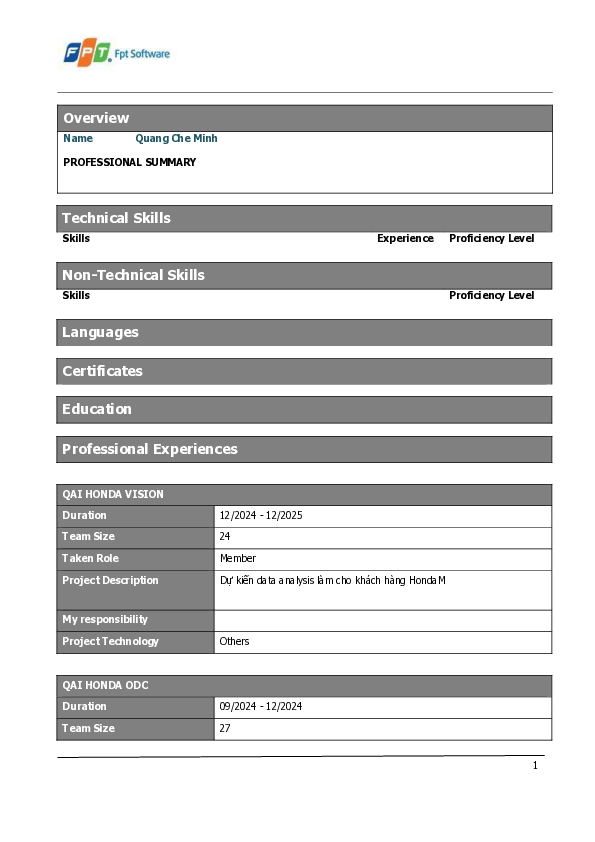 FPT. Fpt Software
Overview
Name Quang Che Minh
PROFESSIONAL SUMMARY
Technical Skills
Skills Experience Proficiency Level
Non-Technical Skills
Skills Proficiency Level
Languages
Certificates
Education
Professional Experiences
QAI HONDA VISION
Duration 12/2024 - 12/2025
Team Size 24
Taken Role Member
Project Description Dự kiến data analysis làm cho khách hàng HondaM
My responsibility
Project Technology Others
QAI HONDA ODC
Duration 09/2024 - 12/2024
Team Size 27
1